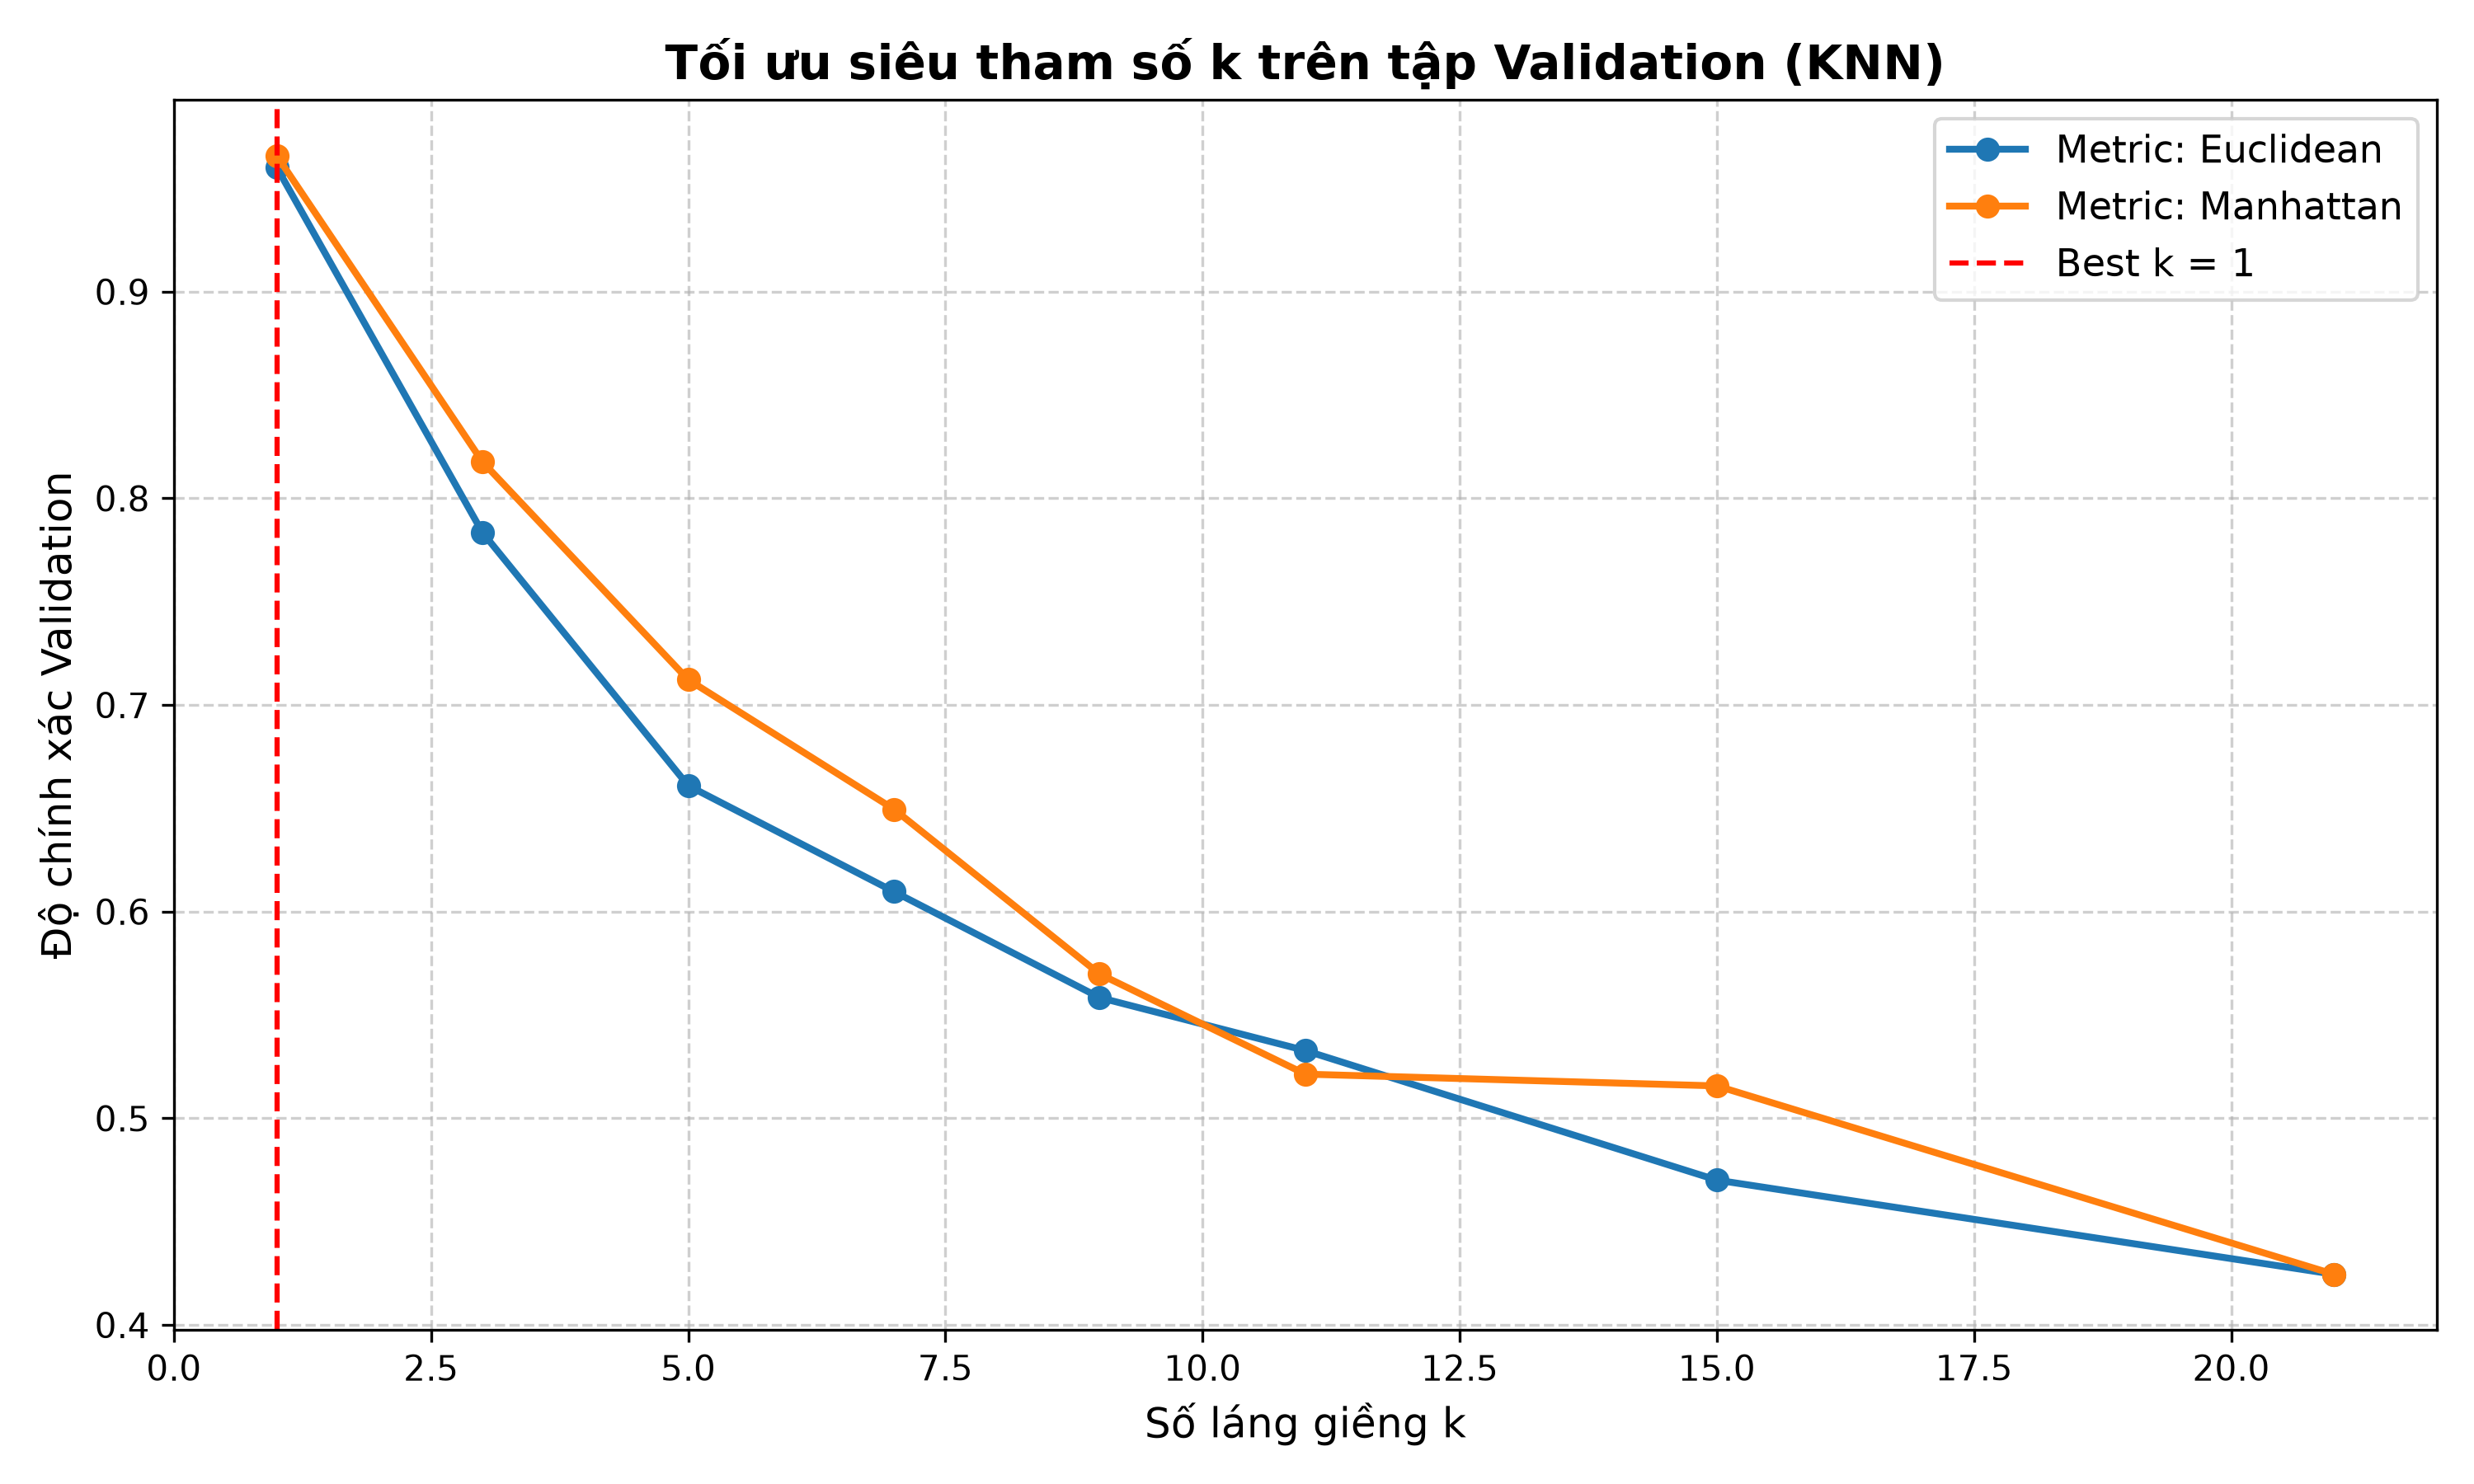 Tối ưu siêu tham số k trên tập Validation (KNN)
Metric: Euclidean
Metric: Manhattan
Best k = 1
Độ chính xác Validation
0.9
0.8
0.7
0.6
0.5
0.4
0.0 2.5 5.0 7.5 10.0 12.5 15.0 17.5 20.0
Số láng giềng k